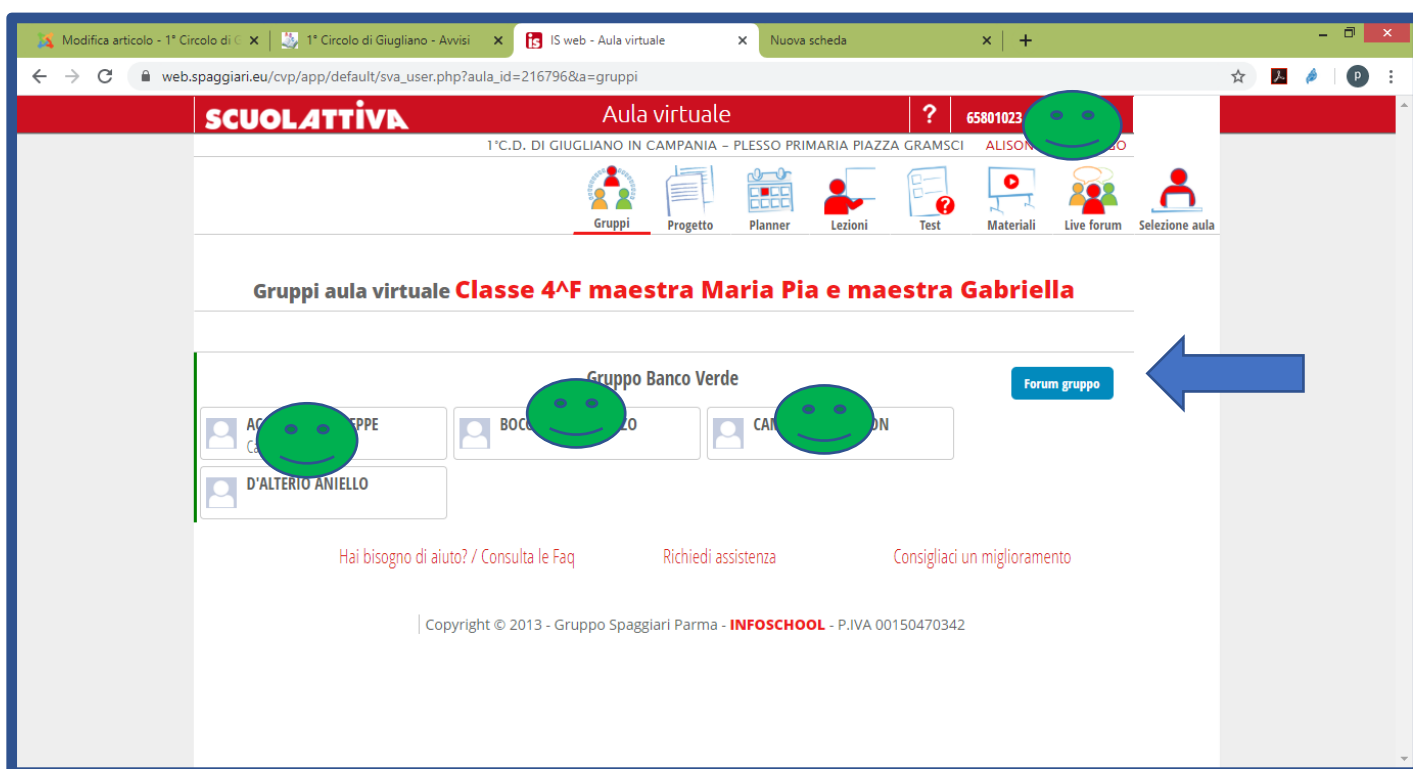 Modifica articolo - 1° Circolo di G
1° Circolo di Giugliano - Avvisi
IS web - Aula virtuale
Nuova scheda
web.spaggiari.eu/cvp/app/default/sva_user.php?aula_id=216796&a=gruppi
P
SCUOLATTIVA
Aula virtuale
?
65801023
1°C.D. DI GIUGLIANO IN CAMPANIA – PLESSO PRIMARIA PIAZZA GRAMSCI
Gruppi
Progetto
Planner
Lezioni
Test
Materiali
Live forum
Selezione aula
Gruppi aula virtuale Classe 4^F maestra Maria Pia e maestra Gabriella
Gruppo Banco Verde
Forum gruppo
D'ALTERIO ANIELLO
Hai bisogno di aiuto? / Consulta le Faq
Richiedi assistenza
Consigliaci un miglioramento
Copyright © 2013 - Gruppo Spaggiari Parma - INFOSCHOOL - P.IVA 00150470342